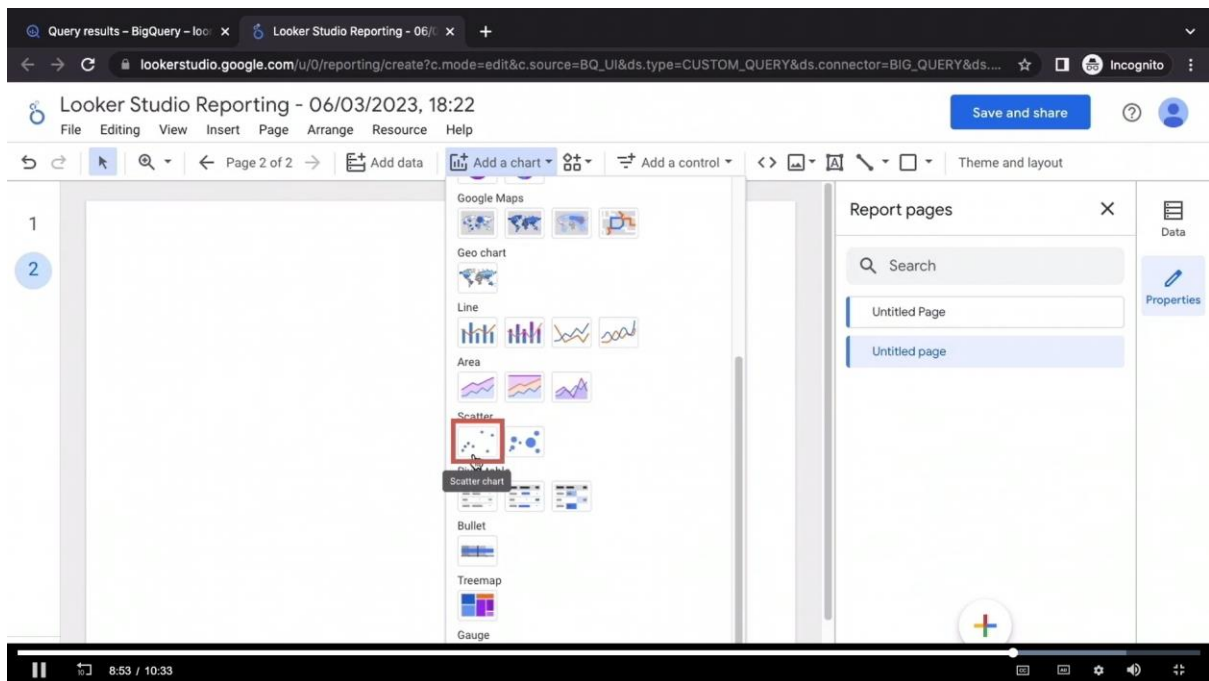 Query results – BigQuery – loo
Looker Studio Reporting - 06/
lookerstudio.google.com/u/0/reporting/create?c.mode=edit&c.source=BQ_UI&ds.type=CUSTOM_QUERY&ds.connector=BIG_QUERY&ds....
Incognito
Looker Studio Reporting - 06/03/2023, 18:22
File Editing View Insert Page Arrange Resource Help
Save and share
Page 2 of 2
Add data
Add a chart
Add a control
Theme and layout
1
2
Google Maps
Geo chart
Line
Area
Scatter
Scatter chart
Bullet
Treemap
Gauge
Report pages
Search
Untitled Page
Untitled page
Data
Properties
10
8:53 / 10:33
CC